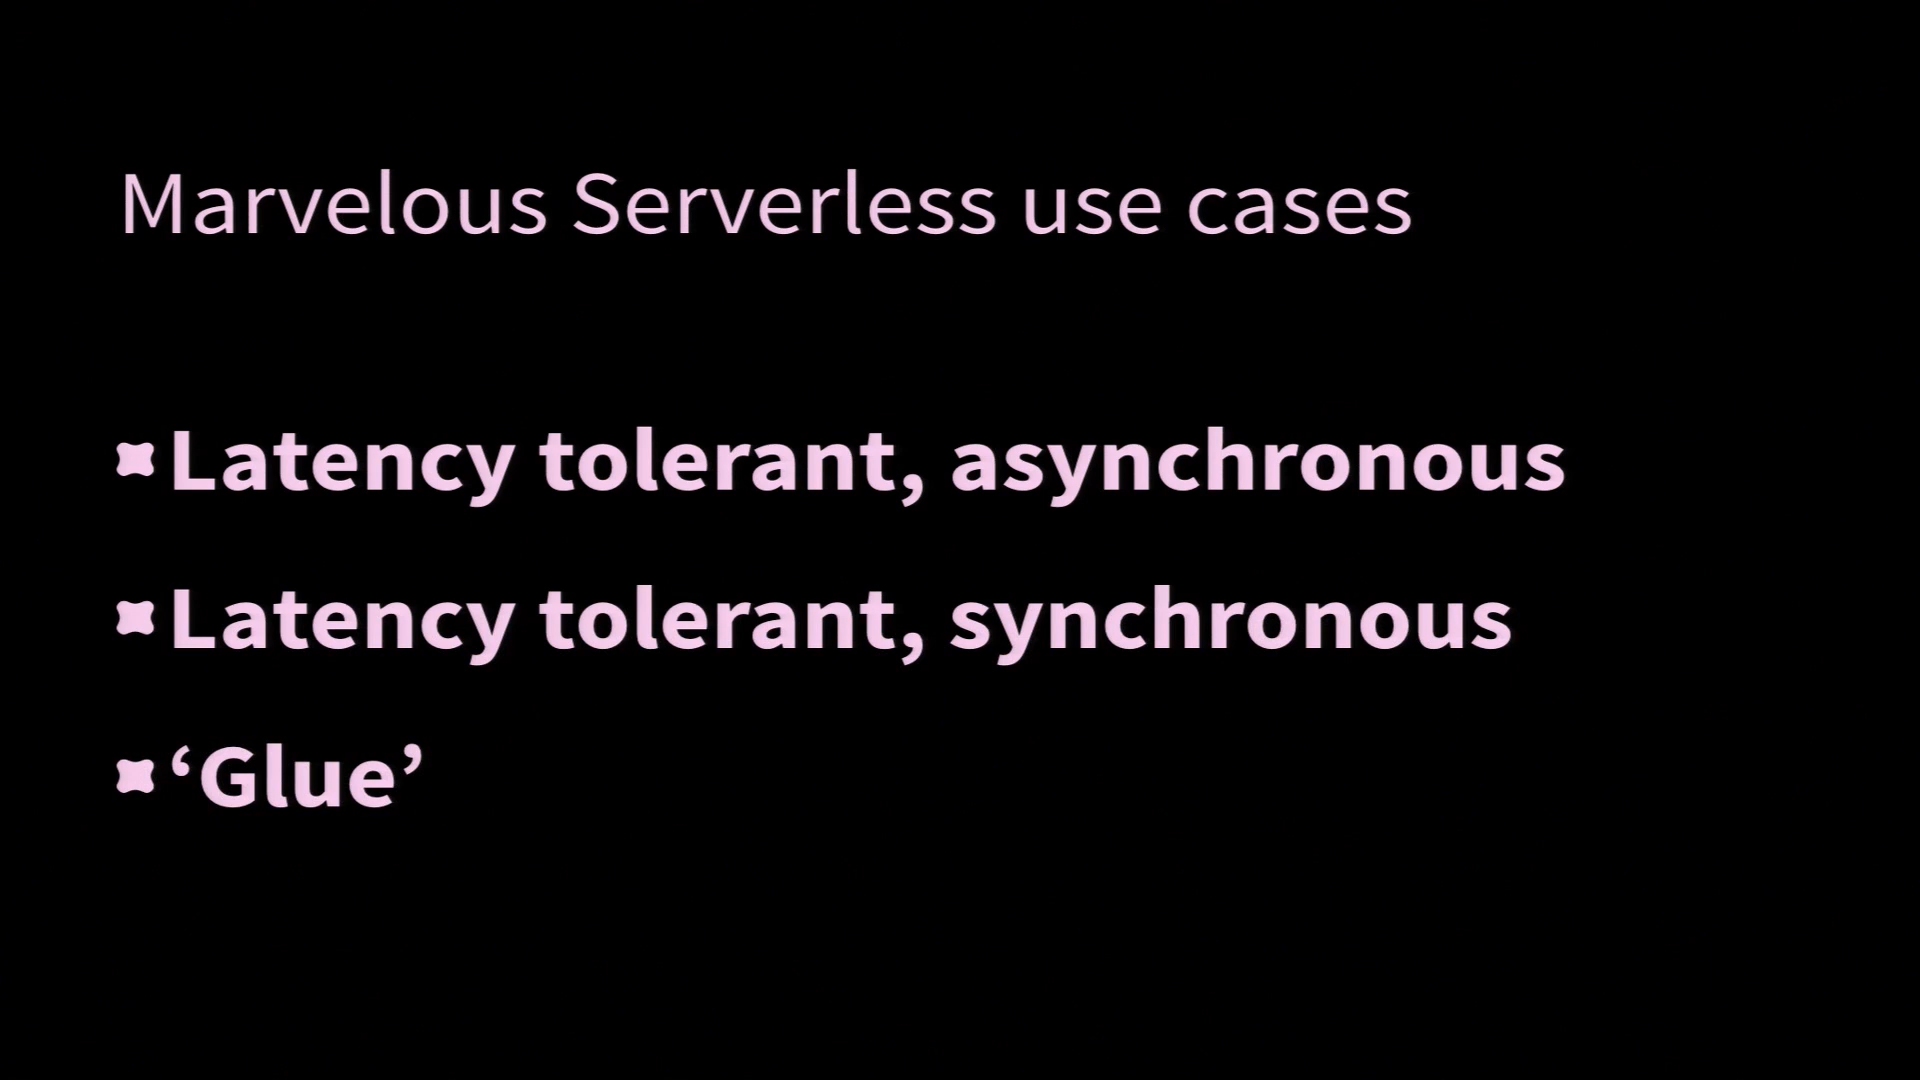 Marvelous Serverless use cases
Latency tolerant, asynchronous
Latency tolerant, synchronous
‘Glue’